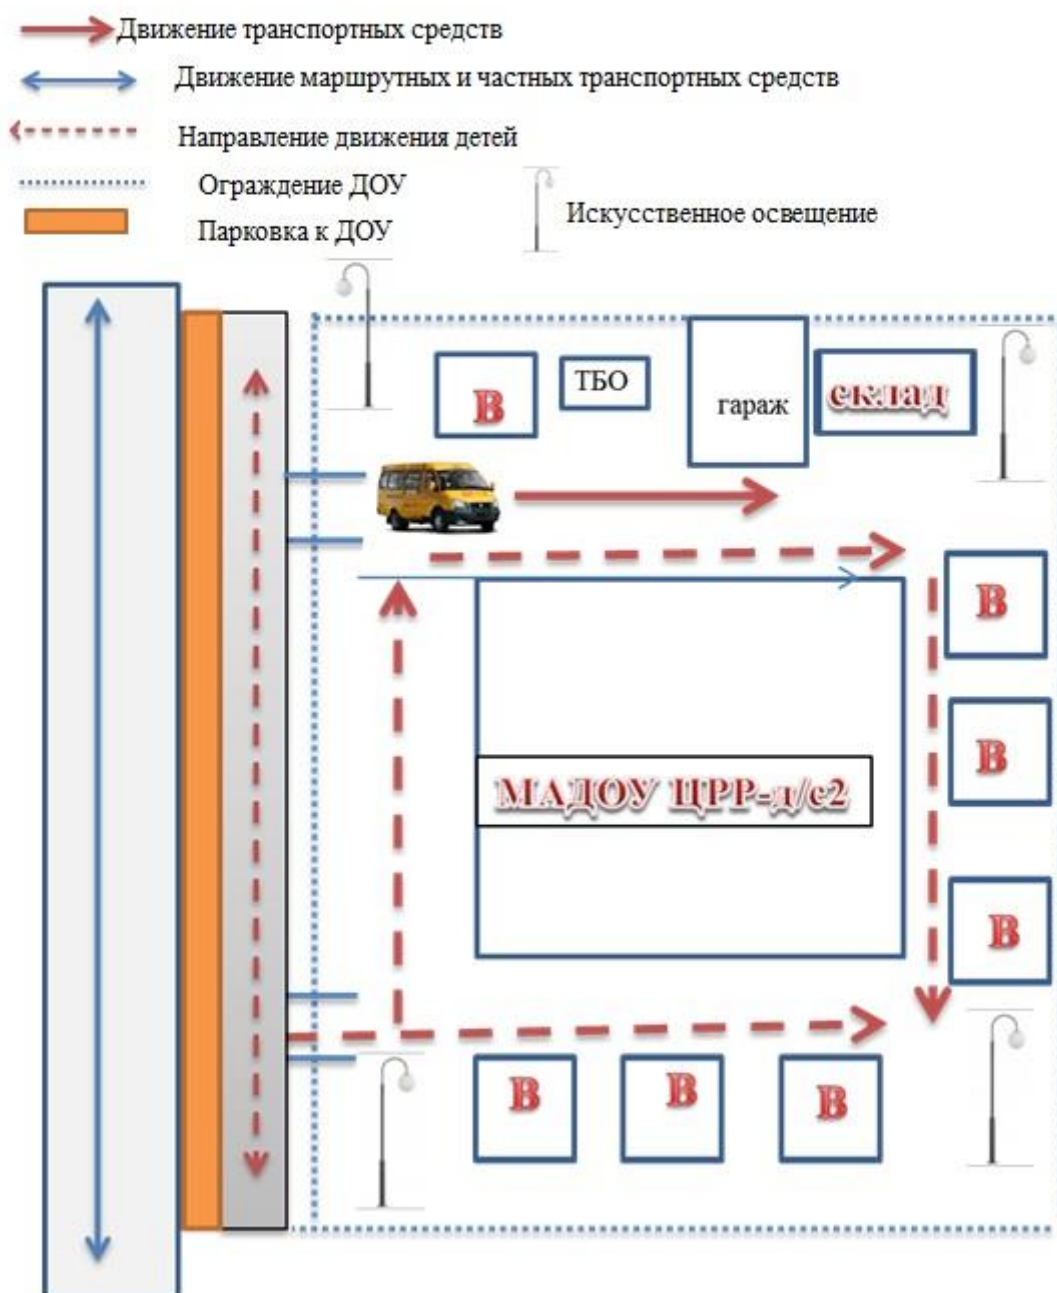 Движение транспортных средств
Движение маршрутных и частных транспортных средств
Направление движения детей
Ограждение ДОУ
Искусственное освещение
Парковка к ДОУ
В
ТБО
гараж
склад
В
В
МАДОУ ЦРР-д/с2
В
В
В
В